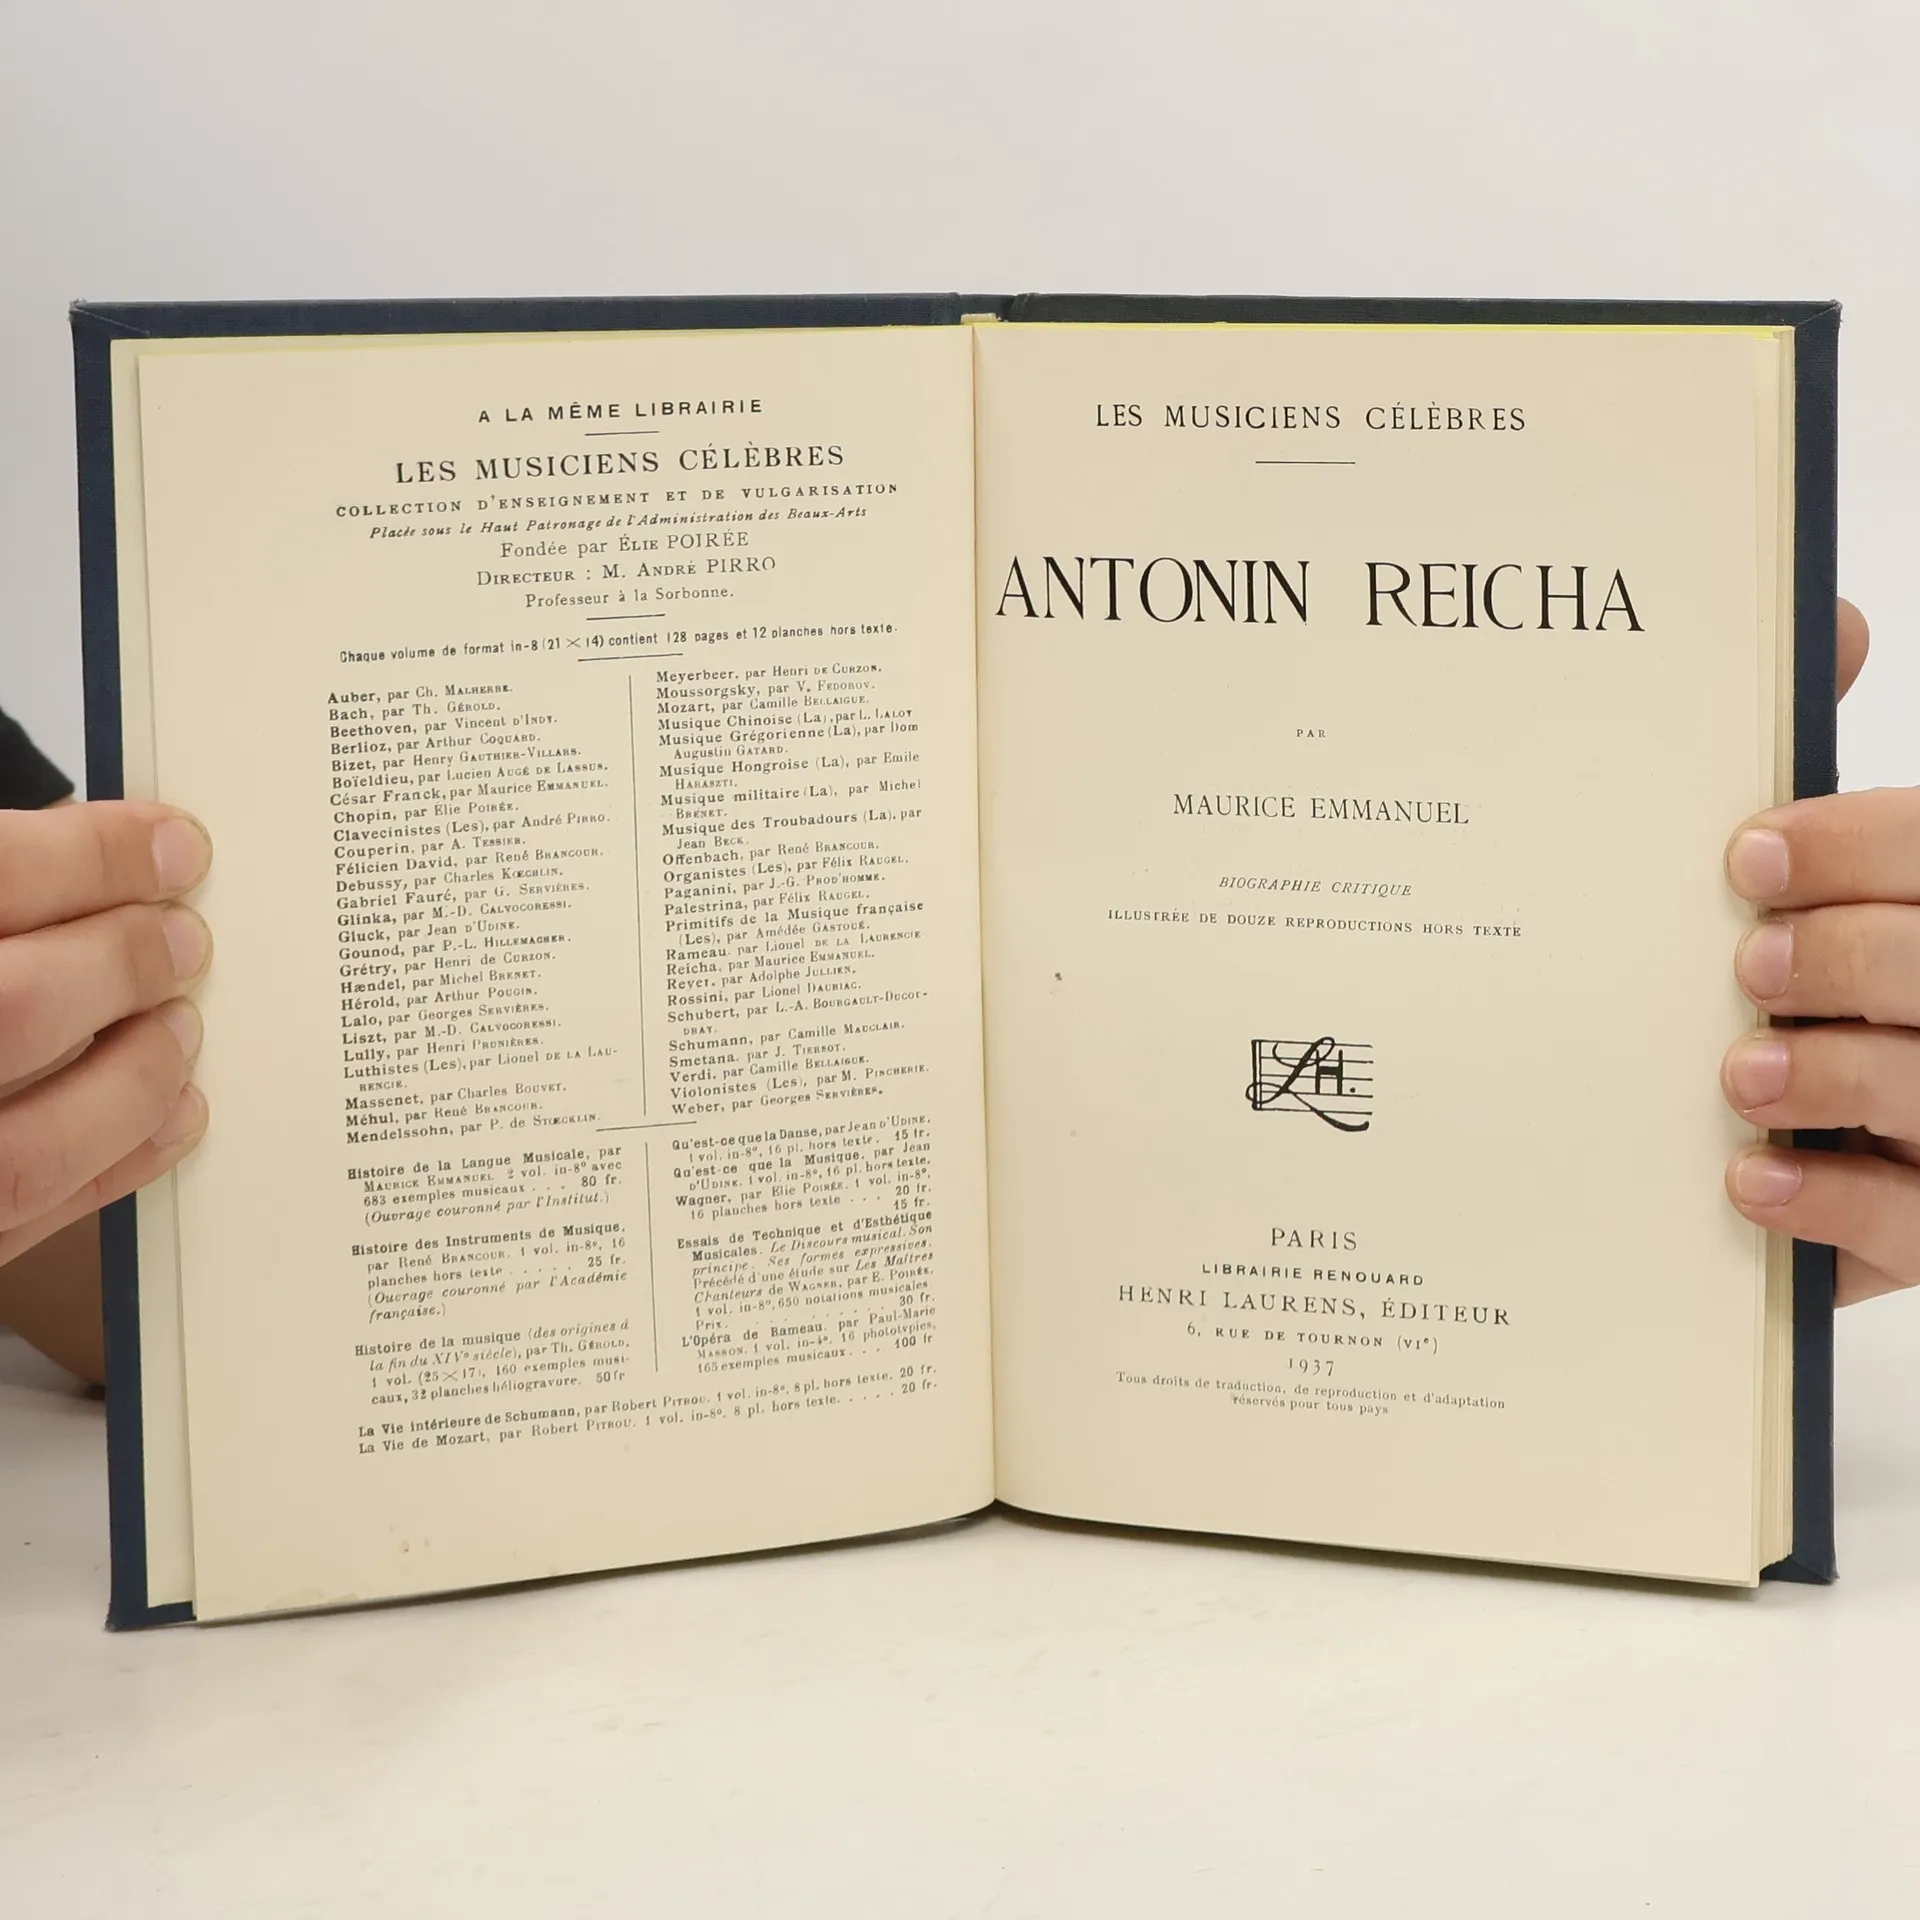 A LA MÊME LIBRAIRIE
LES MUSICIENS CÉLÈBRES
COLLECTION D'ENSEIGNEMENT ET DE VULGARISATION
Placée sous le Haut Patronage de l'Administration des Beaux-Arts
Fondée par ÉLIE POIRÉE
DIRECTEUR : M. ANDRÉ PIRRO
Professeur à la Sorbonne.
Chaque volume de format in-8 (21 × 14) contient 128 pages et 12 planches hors texte.
Auber, par Ch. MALHERBE.
Bach, par Th. GÉROLD.
Beethoven, par Vincent D'INDY.
Berlioz, par Arthur COQUARD.
Bizet, par Henry GAUTHIER-VILLARS.
Boïeldieu, par Lucien AUGÉ DE LASSUS.
César Franck, par Maurice EMMANUEL.
Chopin, par Élie POIRÉE.
Clavecinistes (Les), par André PIRRO.
Couperin, par A. TESSIER.
Félicien David, par René BRANCOUR.
Debussy, par Charles KŒCHLIN.
Gabriel Fauré, par G. SERVIÈRES.
Glinka, par M.-D. CALVOCORESSI.
Gluck, par Jean D'UDINE.
Gounod, par P.-L. HILLEMACHER.
Grétry, par Henri de CURZON.
Hændel, par Michel BRENET.
Hérold, par Arthur POUGIN.
Lalo, par Georges SERVIÈRES.
Liszt, par M.-D. CALVOCORESSI.
Lully, par Henri PRUNIÈRES.
Luthistes (Les), par Lionel DE LA LAU-
RENCIE.
Massenet, par Charles BOUVET.
Méhul, par René BRANCOUR.
Mendelssohn, par P. de STŒCKLIN.
Meyerbeer, par Henri DE CURZON.
Moussorgsky, par V. FEDOROV.
Mozart, par Camille BELLAIGUE.
Musique Chinoise (La), par L. LALOY
Musique Grégorienne (La), par Dom
Augustin GATARD.
Musique Hongroise (La), par Emile
HARASZTI.
Musique militaire (La), par Michel
BRENET.
Musique des Troubadours (La), par
Jean BECK.
Offenbach, par René BRANCOUR.
Organistes (Les), par Félix RAUGEL.
Paganini, par J.-G. PROD'HOMME.
Palestrina, par Félix RAUGEL.
Primitifs de la Musique française
(Les), par Amédée GASTOUÉ.
Rameau, par Lionel DE LA LAURENCIE
Reicha, par Maurice EMMANUEL.
Reyer, par Adolphe JULLIEN.
Rossini, par Lionel DAURIAC.
Schubert, par L.-A. BOURGAULT-DUCOU-
DRAY.
Schumann, par Camille MAUCLAIR.
Smetana, par J. TIERSOT.
Verdi, par Camille BELLAIGUE.
Violonistes (Les), par M. PINCHERLE.
Weber, par Georges SERVIÈRES.
Histoire de la Langue Musicale, par
MAURICE EMMANUEL 2 vol. in-8° avec
683 exemples musicaux . . . 80 fr.
(Ouvrage couronné par l'Institut.)
Histoire des Instruments de Musique,
par René BRANCOUR. 1 vol. in-8°, 16
planches hors texte . . . . . 25 fr.
(Ouvrage couronné par l'Académie
française.)
Histoire de la musique (des origines à
la fin du XIVe siècle), par Th. GÉROLD,
1 vol. (25 × 17), 160 exemples musi-
caux, 32 planches héliogravure. 50 fr
Qu'est-ce que la Danse, par Jean D'UDINE.
1 vol. in-8°, 16 pl. hors texte. 15 fr.
Qu'est-ce que la Musique, par Jean
D'UDINE. 1 vol. in-8°, 16 pl. hors texte.
20 fr.
Wagner, par Elie POIRÉE. 1 vol. in-8°,
16 planches hors texte . . . 15 fr.
Essais de Technique et d'Esthétique
Musicales. Le Discours musical. Son
principe. Ses formes expressives.
Précédé d'une étude sur Les Maîtres
Chanteurs de WAGNER, par E. POIRÉE.
1 vol. in-8°, 650 notations musicales.
Prix. . . . . . . 30 fr.
L'Opéra de Rameau, par Paul-Marie
MASSON. 1 vol. in-4°. 16 phototypies,
165 exemples musicaux. . . 100 fr
La Vie intérieure de Schumann, par Robert PITROU. 1 vol. in-8°, 8 pl. hors texte. 20 fr.
La Vie de Mozart, par Robert PITROU. 1 vol. in-8°. 8 pl. hors texte. . . . . 20 fr.
LES MUSICIENS CÉLÈBRES
ANTONIN REICHA
PAR
MAURICE EMMANUEL
BIOGRAPHIE CRITIQUE
ILLUSTRÉE DE DOUZE REPRODUCTIONS HORS TEXTE
LH.
PARIS
LIBRAIRIE RENOUARD
HENRI LAURENS, ÉDITEUR
6, RUE DE TOURNON (VIe)
1937
Tous droits de traduction, de reproduction et d'adaptation
réservés pour tous pays